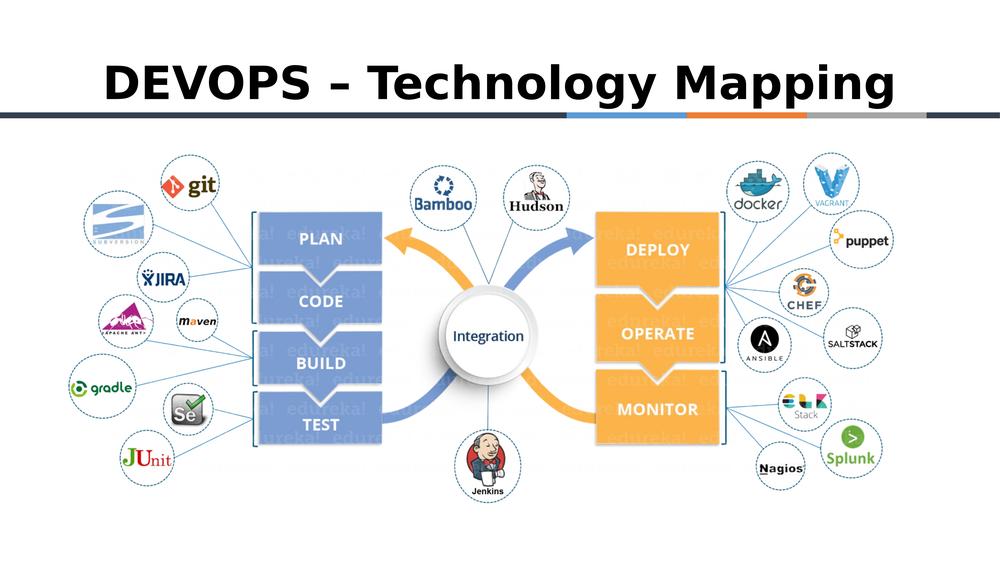 DEVOPS – Technology Mapping
git
SUBVERSION
JIRA
APACHE ANT
maven
gradle
Se
JUnit
PLAN
CODE
BUILD
TEST
Bamboo
Hudson
Integration
Jenkins
DEPLOY
OPERATE
MONITOR
docker
VAGRANT
puppet
CHEF
SALTSTACK
ANSIBLE
elk
Stack
Splunk
Nagios
edureka!